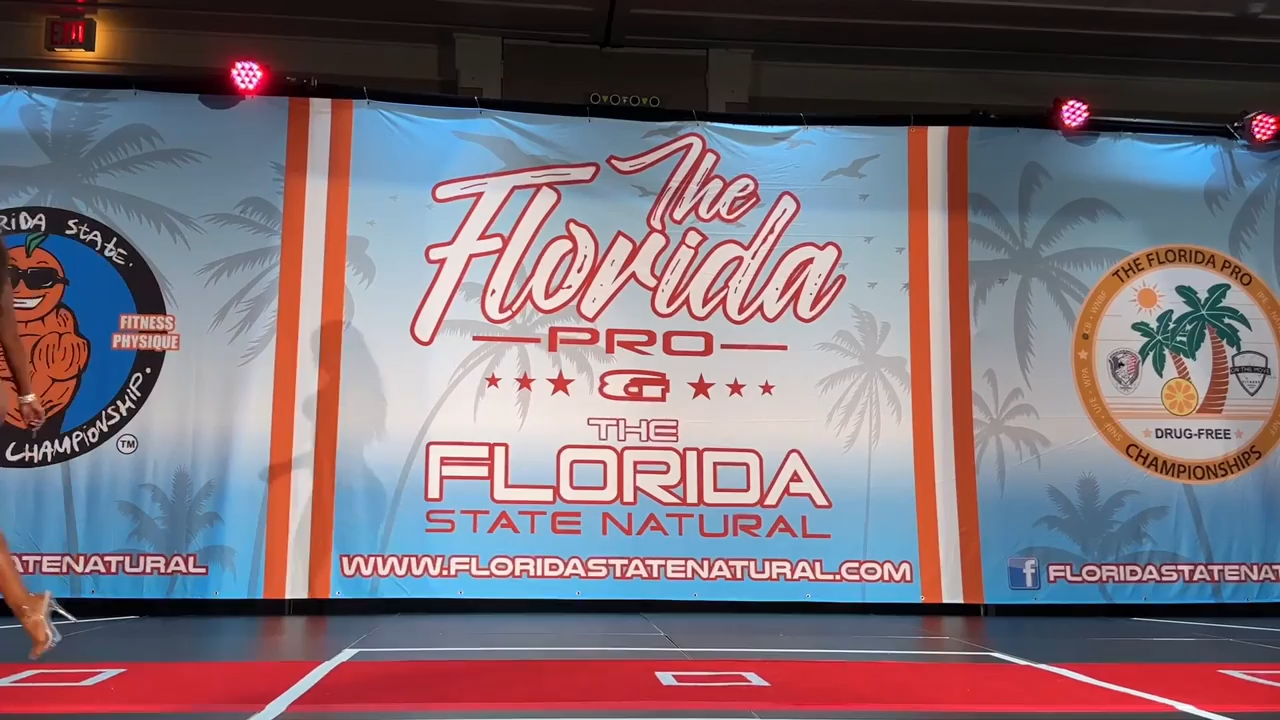 EXIT
The
Florida
PRO
&
THE
FLORIDA
STATE NATURAL
WWW.FLORIDASTATENATURAL.COM
RIDA STATE
FITNESS
PHYSIQUE
CHAMPIONSHIP.
TM
ATENATURAL
THE FLORIDA PRO
DRUG-FREE
CHAMPIONSHIPS
f FLORIDASTATENAT